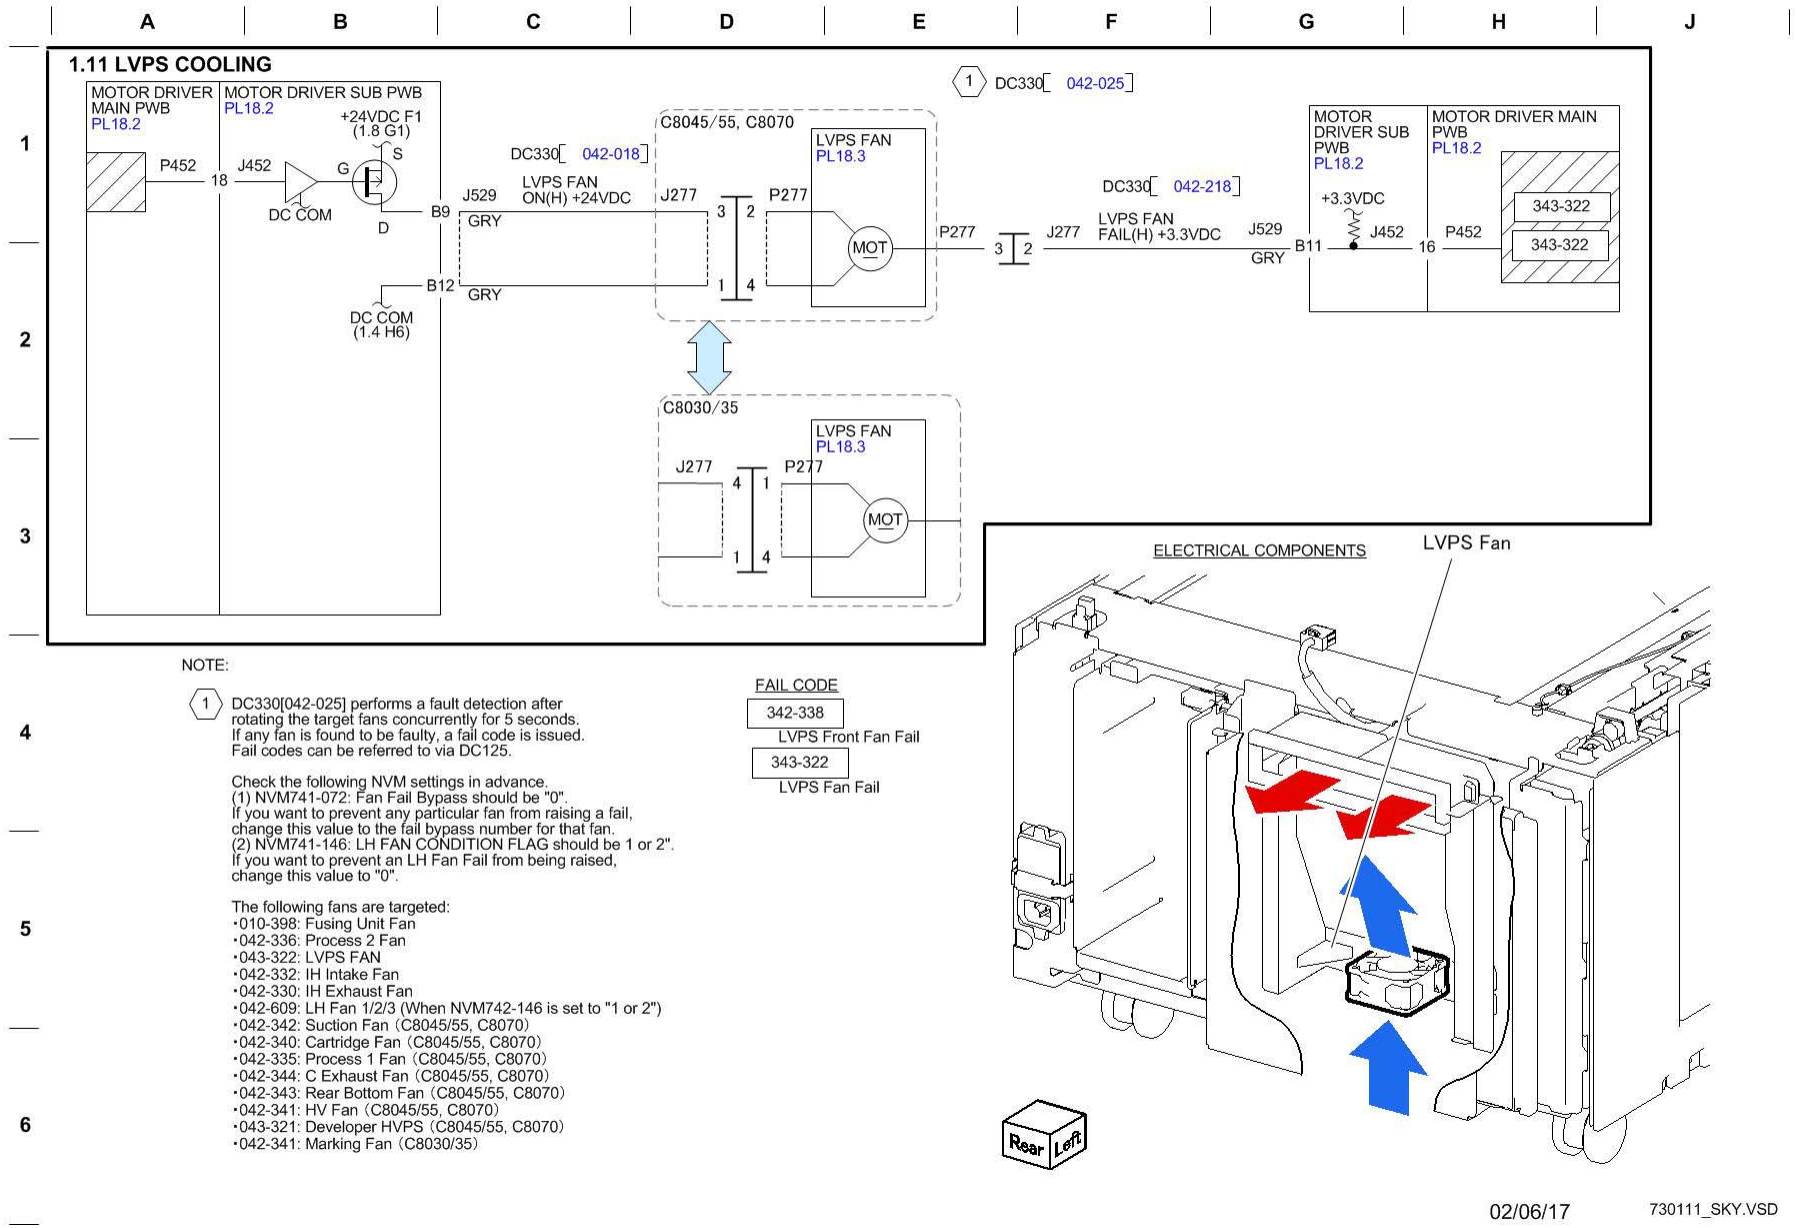 A B C D E F G H J
1.11 LVPS COOLING
1 DC330[ 042-025]
MOTOR DRIVER
MAIN PWB
PL18.2
MOTOR DRIVER SUB PWB
PL18.2
+24VDC F1
(1.8 G1)
S
G
D
P452
18
J452
DC COM
B9
B12
DC COM
(1.4 H6)
DC330[ 042-018]
LVPS FAN
ON(H) +24VDC
J529
GRY
GRY
C8045/55, C8070
LVPS FAN
PL18.3
J277
3 2
P277
1 4
MOT
P277
3 2
J277
DC330[ 042-218]
LVPS FAN
FAIL(H) +3.3VDC
J529
GRY
B11
MOTOR
DRIVER SUB
PWB
PL18.2
+3.3VDC
J452
16
MOTOR DRIVER MAIN
PWB
PL18.2
P452
343-322
343-322
C8030/35
LVPS FAN
PL18.3
J277
4 1
P277
1 4
MOT
1
2
3
4
5
6
ELECTRICAL COMPONENTS
LVPS Fan
NOTE:
1 DC330[042-025] performs a fault detection after
rotating the target fans concurrently for 5 seconds.
If any fan is found to be faulty, a fail code is issued.
Fail codes can be referred to via DC125.
Check the following NVM settings in advance.
(1) NVM741-072: Fan Fail Bypass should be "0".
If you want to prevent any particular fan from raising a fail,
change this value to the fail bypass number for that fan.
(2) NVM741-146: LH FAN CONDITION FLAG should be 1 or 2".
If you want to prevent an LH Fan Fail from being raised,
change this value to "0".
The following fans are targeted:
・010-398: Fusing Unit Fan
・042-336: Process 2 Fan
・043-322: LVPS FAN
・042-332: IH Intake Fan
・042-330: IH Exhaust Fan
・042-609: LH Fan 1/2/3 (When NVM742-146 is set to "1 or 2")
・042-342: Suction Fan (C8045/55, C8070)
・042-340: Cartridge Fan (C8045/55, C8070)
・042-335: Process 1 Fan (C8045/55, C8070)
・042-344: C Exhaust Fan (C8045/55, C8070)
・042-343: Rear Bottom Fan (C8045/55, C8070)
・042-341: HV Fan (C8045/55, C8070)
・043-321: Developer HVPS (C8045/55, C8070)
・042-341: Marking Fan (C8030/35)
FAIL CODE
342-338
LVPS Front Fan Fail
343-322
LVPS Fan Fail
Rear Left
02/06/17
730111_SKY.VSD